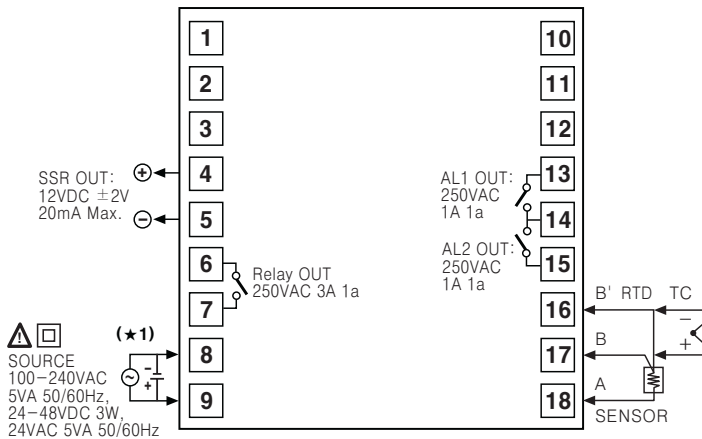 1
2
3
4
5
6
7
8
9
10
11
12
13
14
15
16
17
18
SSR OUT:
12VDC ±2V
20mA Max.
+
−
Relay OUT
250VAC 3A 1a
(★1)
SOURCE
100-240VAC
5VA 50/60Hz,
24-48VDC 3W,
24VAC 5VA 50/60Hz
-
+
AL1 OUT:
250VAC
1A 1a
AL2 OUT:
250VAC
1A 1a
B' RTD TC
−
B +
A
SENSOR